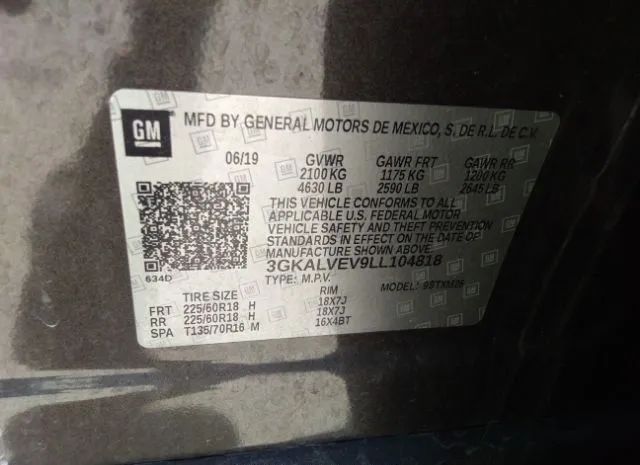 GM MFD BY GENERAL MOTORS DE MEXICO, S. DE R.L. DE C.V.
06/19 GVWR GAWR FRT GAWR RR
2100 KG 1175 KG 1200 KG
4630 LB 2590 LB 2645 LB
THIS VEHICLE CONFORMS TO ALL
APPLICABLE U.S. FEDERAL MOTOR
VEHICLE SAFETY AND THEFT PREVENTION
STANDARDS IN EFFECT ON THE DATE OF
MANUFACTURE SHOWN ABOVE.
3GKALVEV9LL104818
634D TYPE: M.P.V. MODEL:
TIRE SIZE RIM
FRT 225/60R18 H 18X7J
RR 225/60R18 H 18X7J
SPA T135/70R16 M 16X4BT